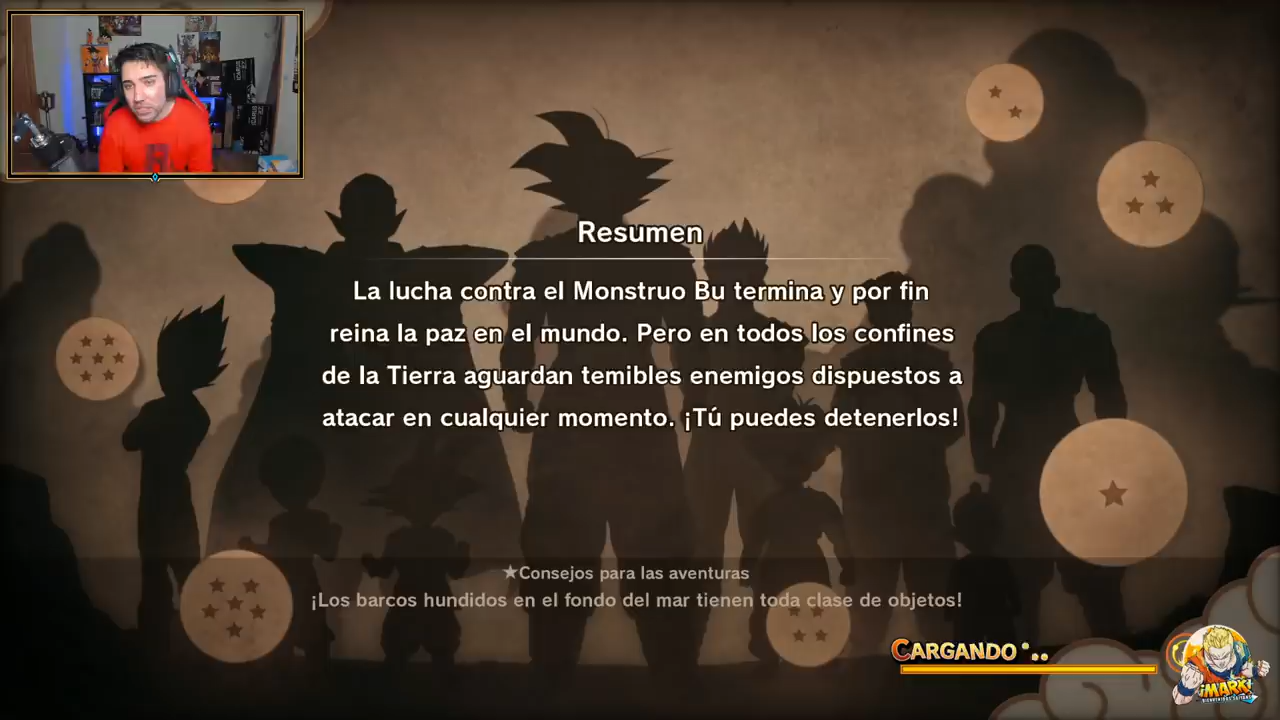 Resumen
La lucha contra el Monstruo Bu termina y por fin
reina la paz en el mundo. Pero en todos los confines
de la Tierra aguardan temibles enemigos dispuestos a
atacar en cualquier momento. ¡Tú puedes detenerlos!
★Consejos para las aventuras
¡Los barcos hundidos en el fondo del mar tienen toda clase de objetos!
CARGANDO
¡MARK!